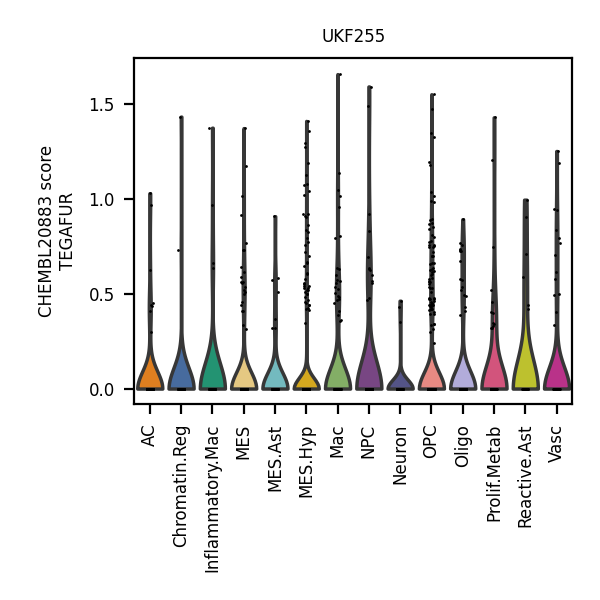 UKF255
CHEMBL20883 score
TEGAFUR
1.5
1.0
0.5
0.0
AC
Chromatin.Reg
Inflammatory.Mac
MES
MES.Ast
MES.Hyp
Mac
NPC
Neuron
OPC
Oligo
Prolif.Metab
Reactive.Ast
Vasc